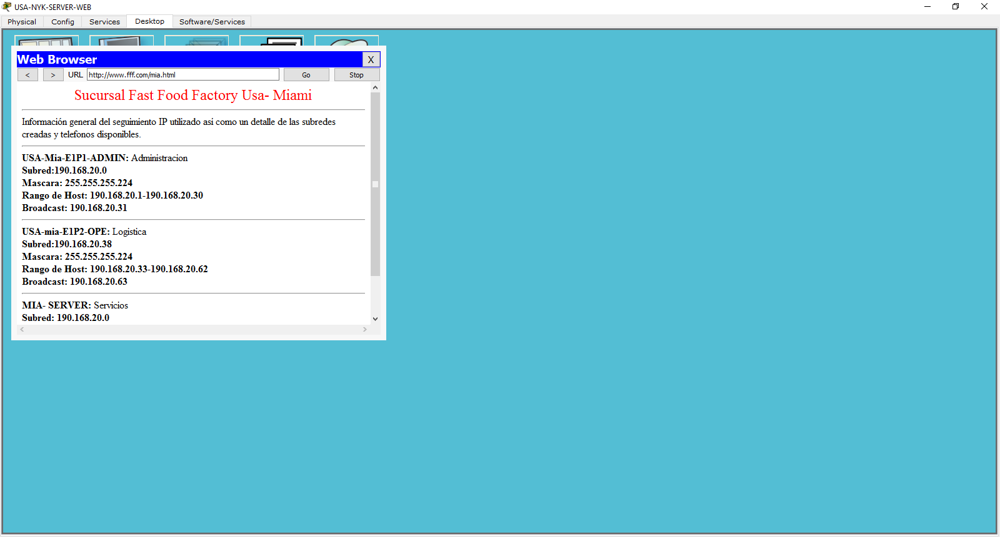 USA-NYK-SERVER-WEB
Physical Config Services Desktop Software/Services
Web Browser X
< > URL http://www.fff.com/mia.html Go Stop
Sucursal Fast Food Factory Usa- Miami
Información general del seguimiento IP utilizado así como un detalle de las subredes
creadas y telefonos disponibles.
USA-Mia-E1P1-ADMIN: Administracion
Subred:190.168.20.0
Mascara: 255.255.255.224
Rango de Host: 190.168.20.1-190.168.20.30
Broadcast: 190.168.20.31
USA-mia-E1P2-OPE: Logistica
Subred:190.168.20.38
Mascara: 255.255.255.224
Rango de Host: 190.168.20.33-190.168.20.62
Broadcast: 190.168.20.63
MIA- SERVER: Servicios
Subred: 190.168.20.0